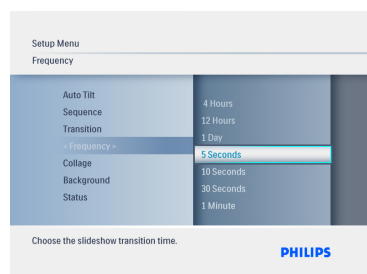 Setup Menu
Frequency
Auto Tilt
Sequence
Transition
< Frequency >
Collage
Background
Status
4 Hours
12 Hours
1 Day
5 Seconds
10 Seconds
30 Seconds
1 Minute
Choose the slideshow transition time.
PHILIPS